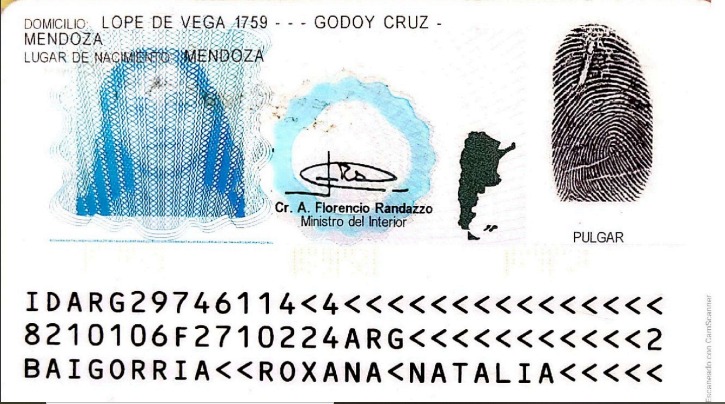 DOMICILIO: LOPE DE VEGA 1759 - - - GODOY CRUZ -
MENDOZA
LUGAR DE NACIMIENTO: MENDOZA
Cr. A. Florencio Randazzo
Ministro del Interior
PULGAR
IDARG29746114<4<<<<<<<<<<<<<<<
8210106F2710224ARG<<<<<<<<<<<2
BAIGORRIA<<ROXANA<NATALIA<<<<<
Escaneado con CamScanner